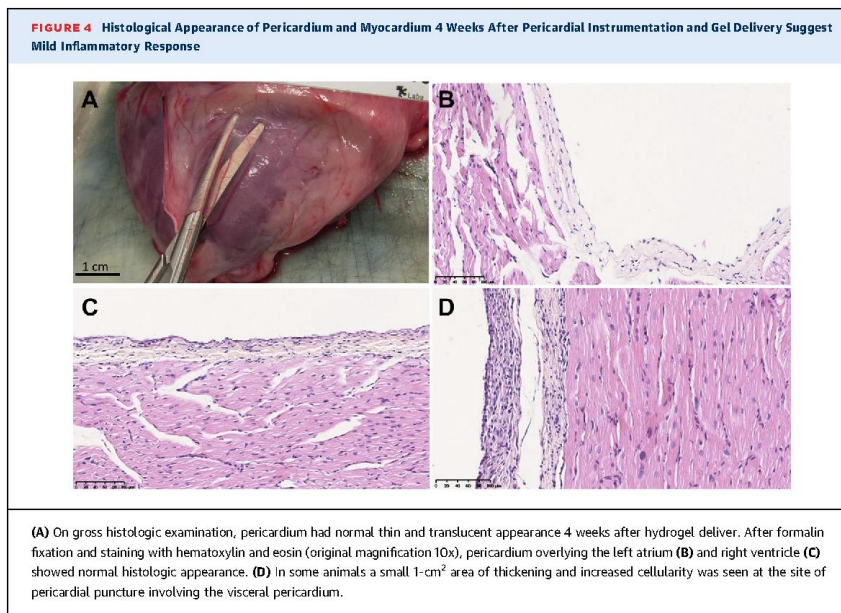 FIGURE 4 Histological Appearance of Pericardium and Myocardium 4 Weeks After Pericardial Instrumentation and Gel Delivery Suggest
Mild Inflammatory Response
A
B
1 cm
C
D
(A) On gross histologic examination, pericardium had normal thin and translucent appearance 4 weeks after hydrogel deliver. After formalin
fixation and staining with hematoxylin and eosin (original magnification 10x), pericardium overlying the left atrium (B) and right ventricle (C)
showed normal histologic appearance. (D) In some animals a small 1-cm² area of thickening and increased cellularity was seen at the site of
pericardial puncture involving the visceral pericardium.